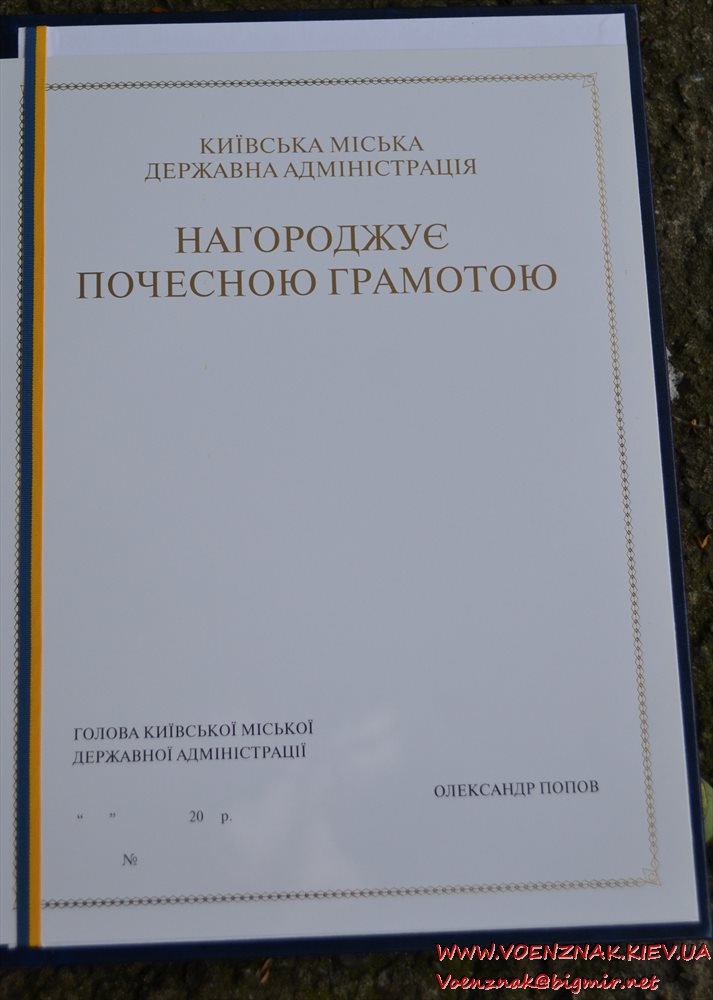 КИЇВСЬКА МІСЬКА
ДЕРЖАВНА АДМІНІСТРАЦІЯ
НАГОРОДЖУЄ
ПОЧЕСНОЮ ГРАМОТОЮ
ГОЛОВА КИЇВСЬКОЇ МІСЬКОЇ
ДЕРЖАВНОЇ АДМІНІСТРАЦІЇ
ОЛЕКСАНДР ПОПОВ
“ ” 20 р.
№
WWW.VOENZNAK.KIEV.UA
Voenznak@bigmir.net